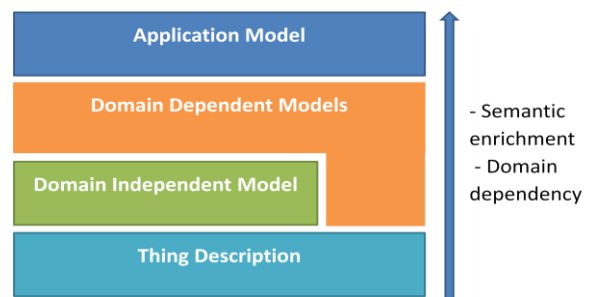 Application Model
Domain Dependent Models
Domain Independent Model
Thing Description
- Semantic
enrichment
- Domain
dependency